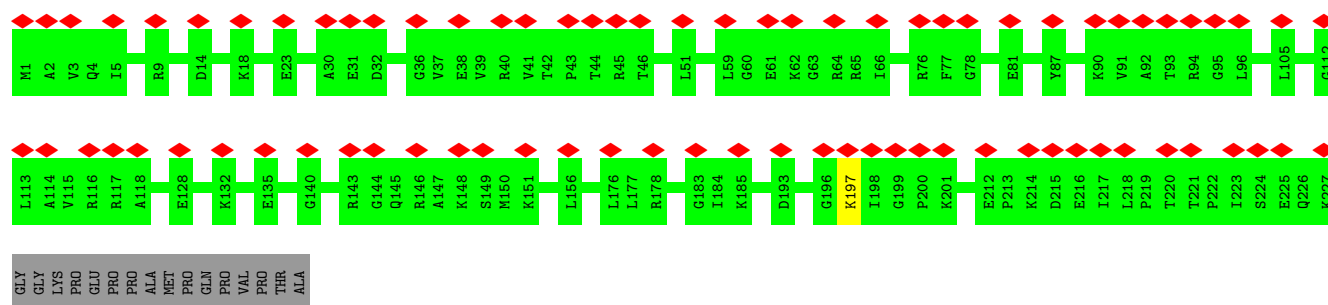 M1 A2 V3 Q4 I5 R9 D14 K18 E23 A30 E31 D32 G36 V37 E38 V39 R40 V41 T42 P43 T44 R45 T46 L51 L59 G60 E61 K62 G63 R64 R65 I66 R76 F77 G78 E81 Y87 K90 V91 A92 T93 R94 G95 L96 L105 G112
L113 A114 V115 R116 R117 A118 E128 K132 E135 G140 R143 G144 Q145 R146 A147 K148 S149 M150 K151 L156 L176 L177 R178 G183 I184 K185 D193 G196 K197 I198 G199 P200 K201 E212 P213 K214 D215 E216 I217 L218 P219 T220 T221 P222 I223 S224 E225 Q226 K227
GLY GLY LYS PRO GLU PRO PRO ALA MET PRO GLN PRO VAL PRO THR ALA